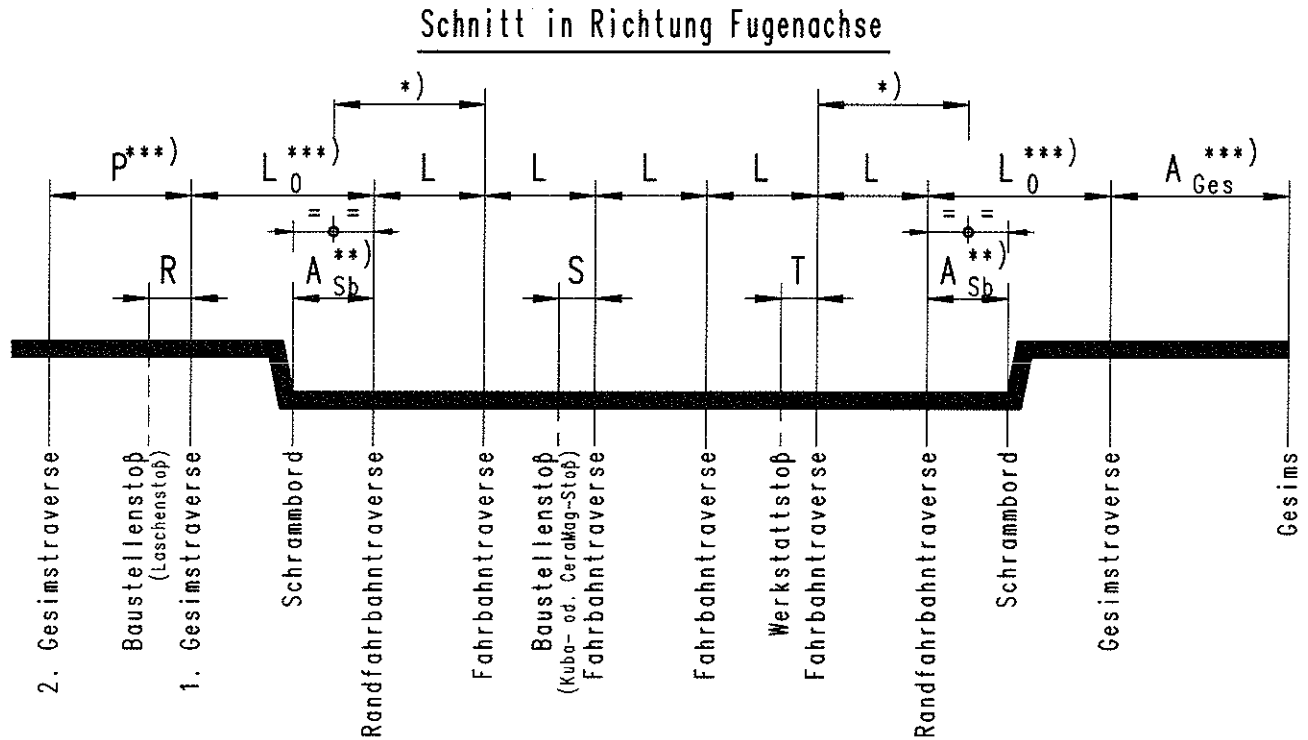 Schnitt in Richtung Fugenachse
*) *)
P***) L0***) L L L L L L0***) AGes***)
= = = =
R ASb**) S T ASb**)
2. Gesimstraverse
Baustellenstoß
(Laschenstoß)
1. Gesimstraverse
Schrammbord
Randfahrbahntraverse
Fahrbahntraverse
Baustellenstoß
(Kuba- od. CeraMag-Stoß)
Fahrbahntraverse
Fahrbahntraverse
Werkstattstoß
Fahrbahntraverse
Randfahrbahntraverse
Schrammbord
Gesimstraverse
Gesims